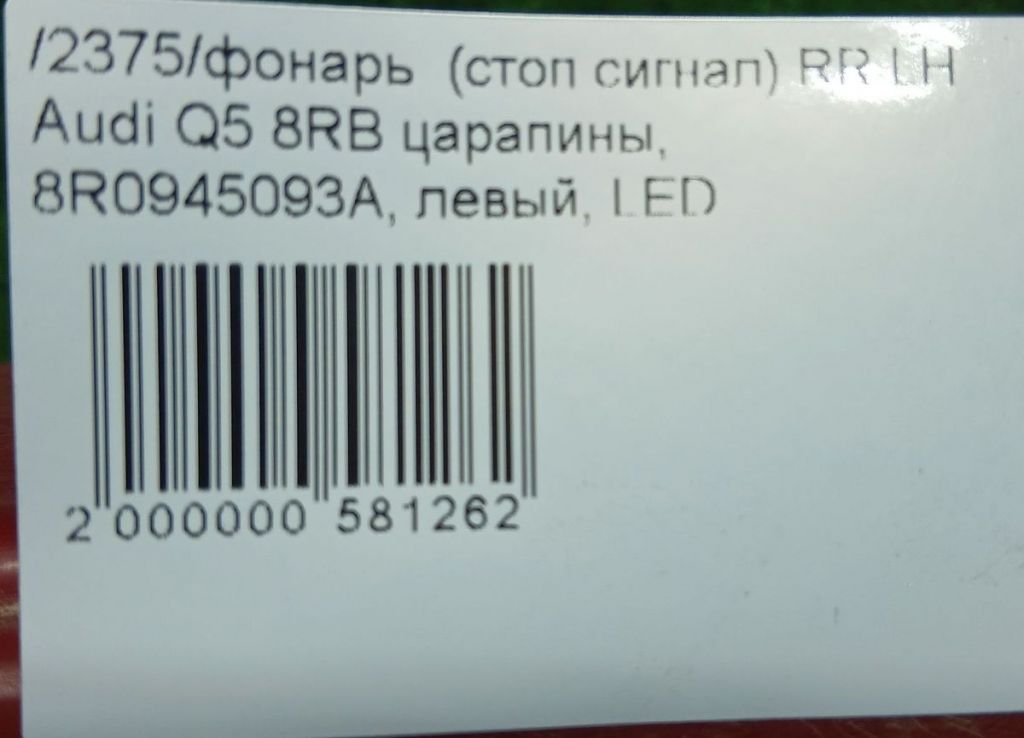 /2375/фонарь (стоп сигнал) RR LH
Audi Q5 8RB царапины,
8R0945093A, левый, LED
2 000000 581262